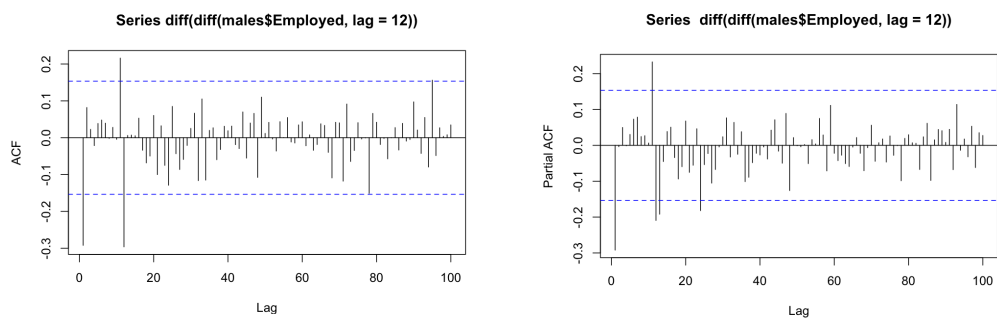 Series diff(diff(males$Employed, lag = 12))
ACF
0.2
0.1
0.0
-0.1
-0.2
-0.3
0 20 40 60 80 100
Lag
Series diff(diff(males$Employed, lag = 12))
Partial ACF
0.2
0.1
0.0
-0.1
-0.2
-0.3
0 20 40 60 80 100
Lag